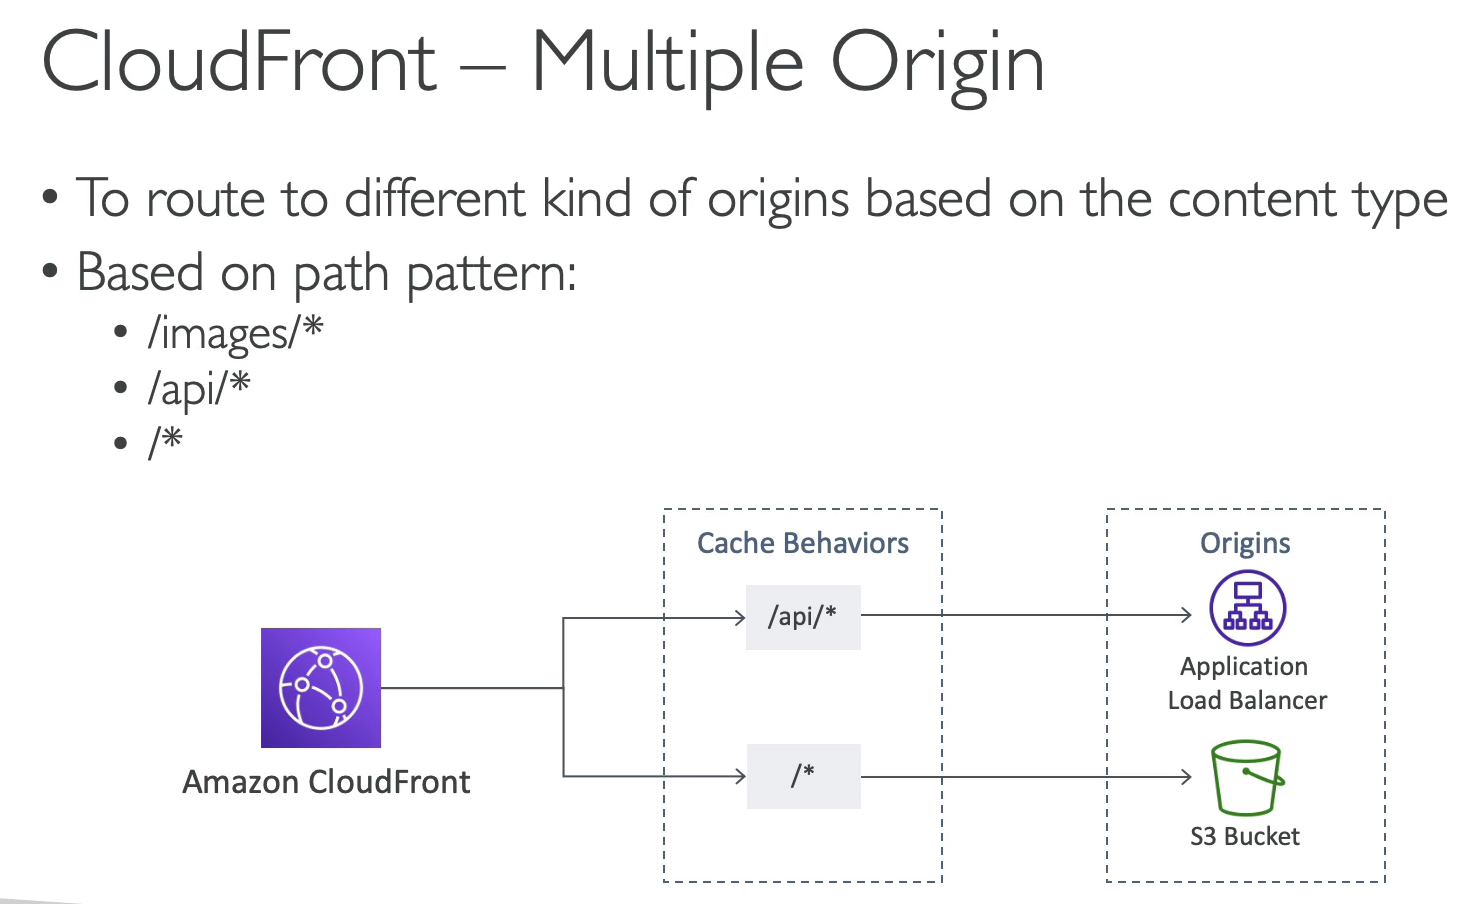 CloudFront – Multiple Origin
• To route to different kind of origins based on the content type
• Based on path pattern:
• /images/*
• /api/*
• /*
Cache Behaviors
Origins
/api/*
Application
Load Balancer
Amazon CloudFront
/*
S3 Bucket